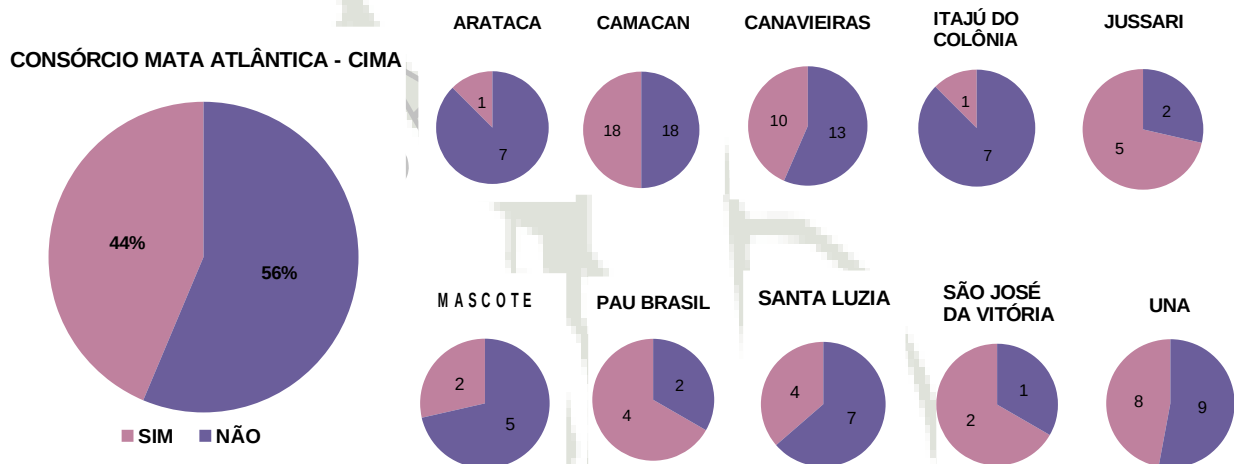 CONSÓRCIO MATA ATLÂNTICA - CIMA
44%
56%
SIM NÃO
ARATACA
1
7
CAMACAN
18 18
CANAVIEIRAS
10
13
ITAJÚ DO
COLÔNIA
1
7
JUSSARI
2
5
MASCOTE
2
5
PAU BRASIL
2
4
SANTA LUZIA
4
7
SÃO JOSÉ
DA VITÓRIA
1
2
UNA
8
9